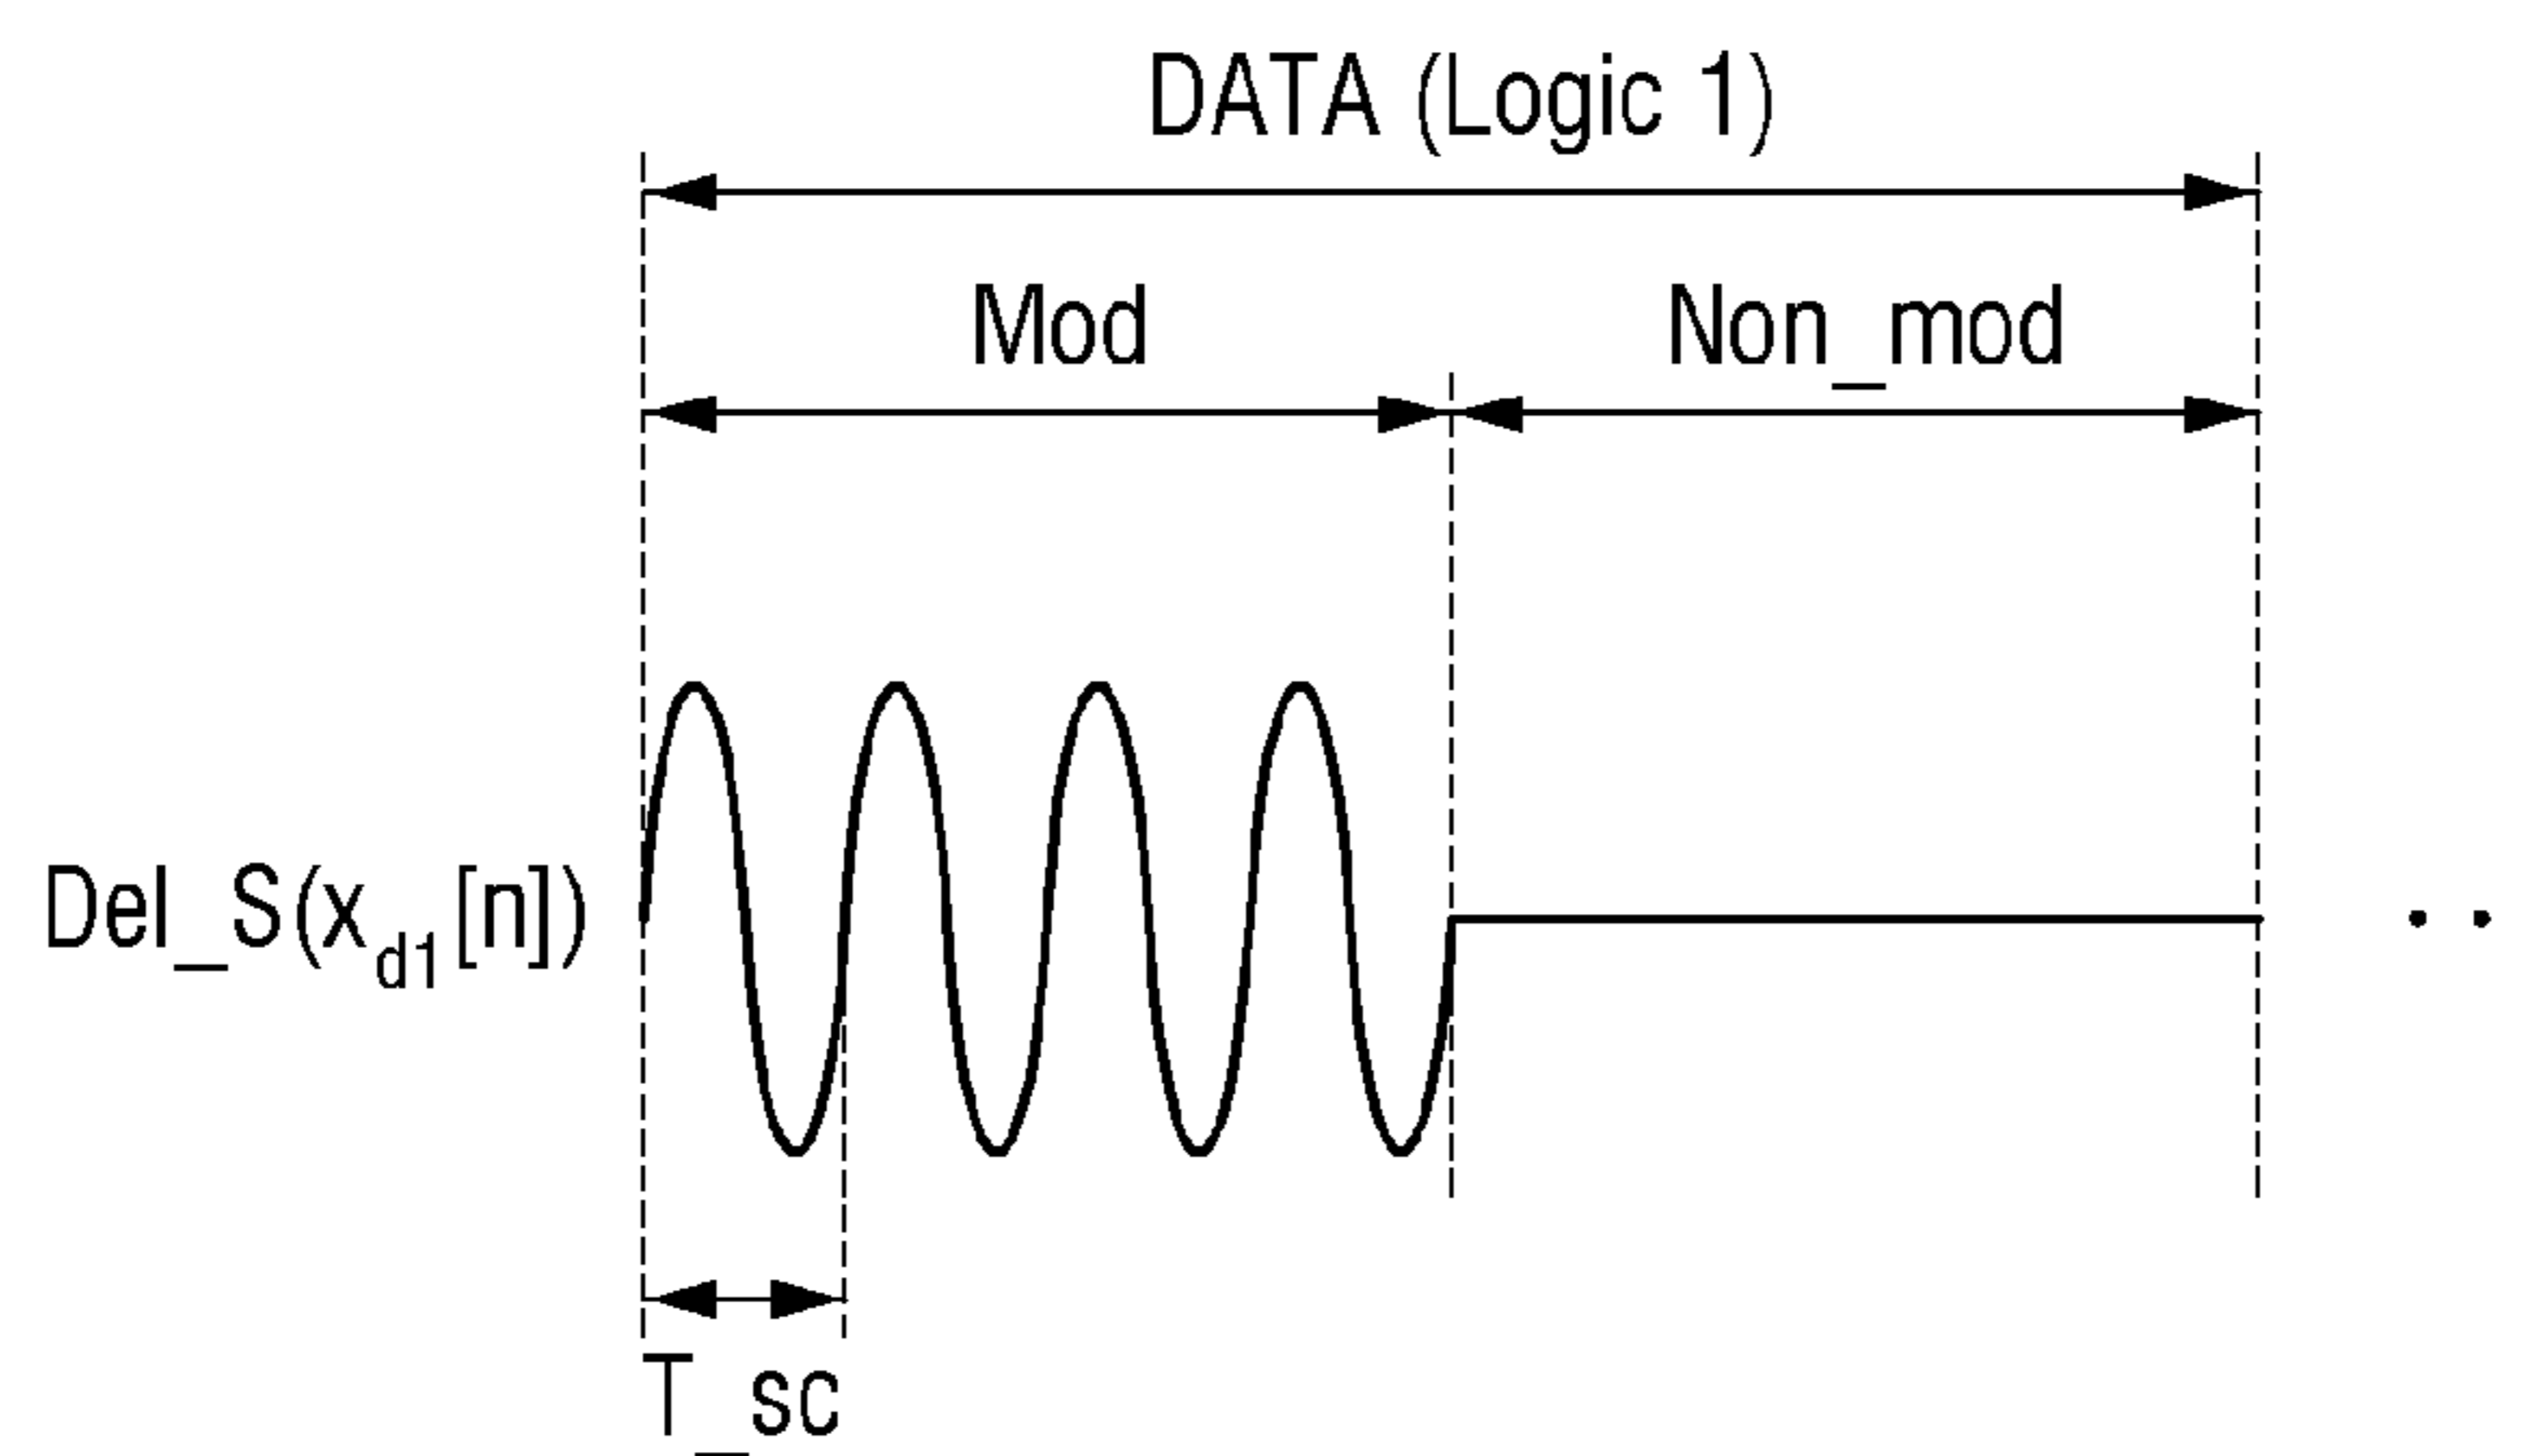 DATA (Logic 1)
Mod
Non_mod
Del_S(xd1[n])
T_sc